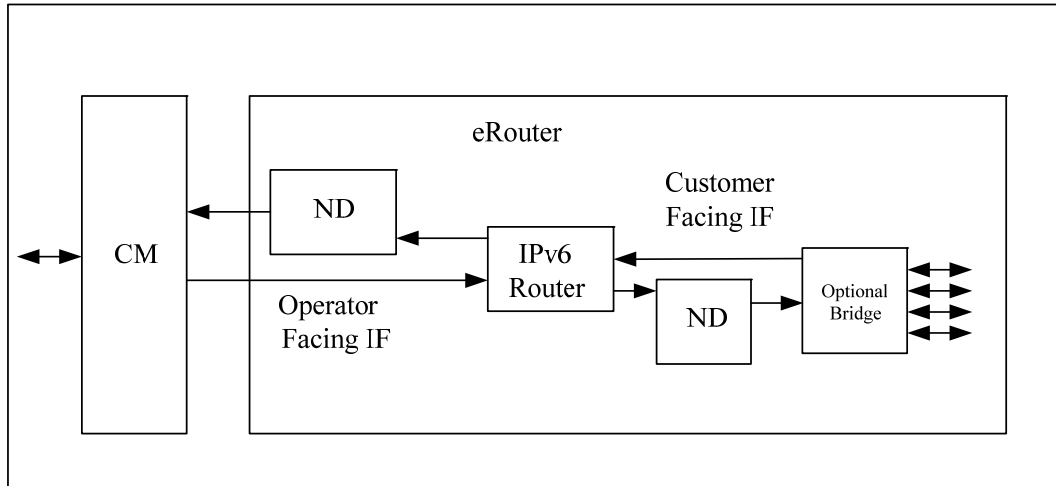 eRouter
Customer
Facing IF
ND
CM
IPv6
Router
Operator
Facing IF
ND
Optional
Bridge